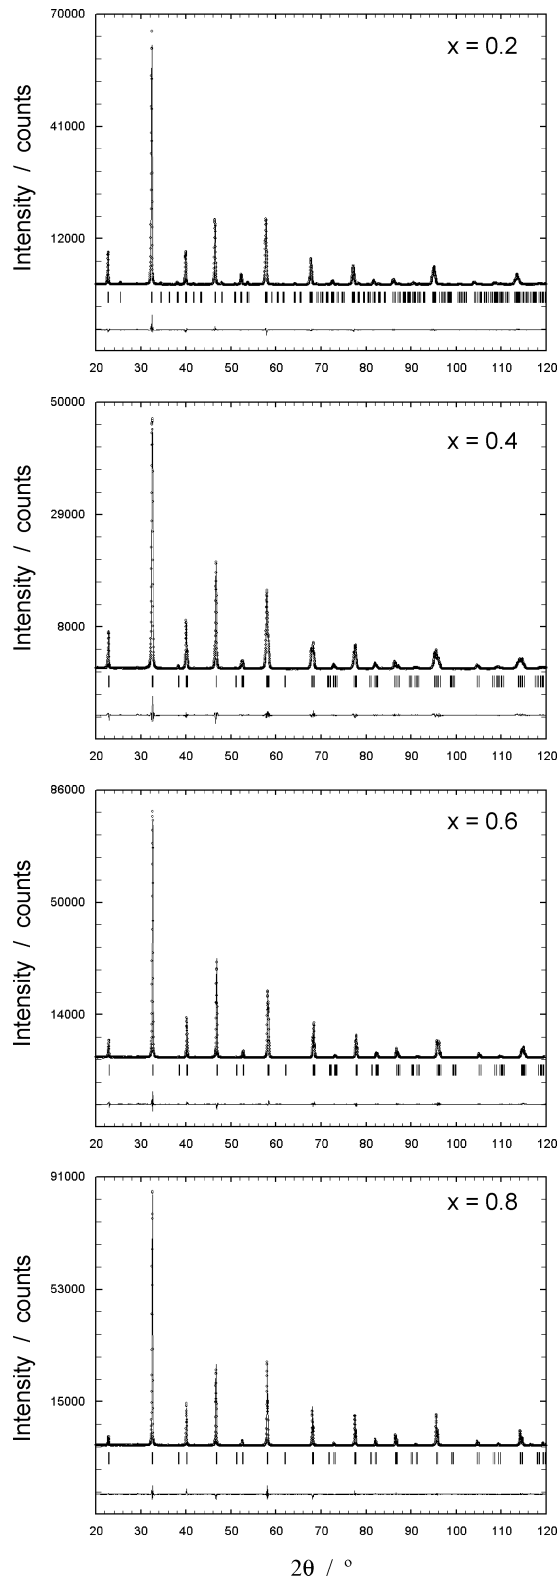 70000
x = 0.2
41000
12000
Intensity / counts
20 30 40 50 60 70 80 90 100 110 120
50000
x = 0.4
29000
8000
Intensity / counts
20 30 40 50 60 70 80 90 100 110 120
86000
x = 0.6
50000
14000
Intensity / counts
20 30 40 50 60 70 80 90 100 110 120
91000
x = 0.8
53000
15000
Intensity / counts
20 30 40 50 60 70 80 90 100 110 120
2θ / °